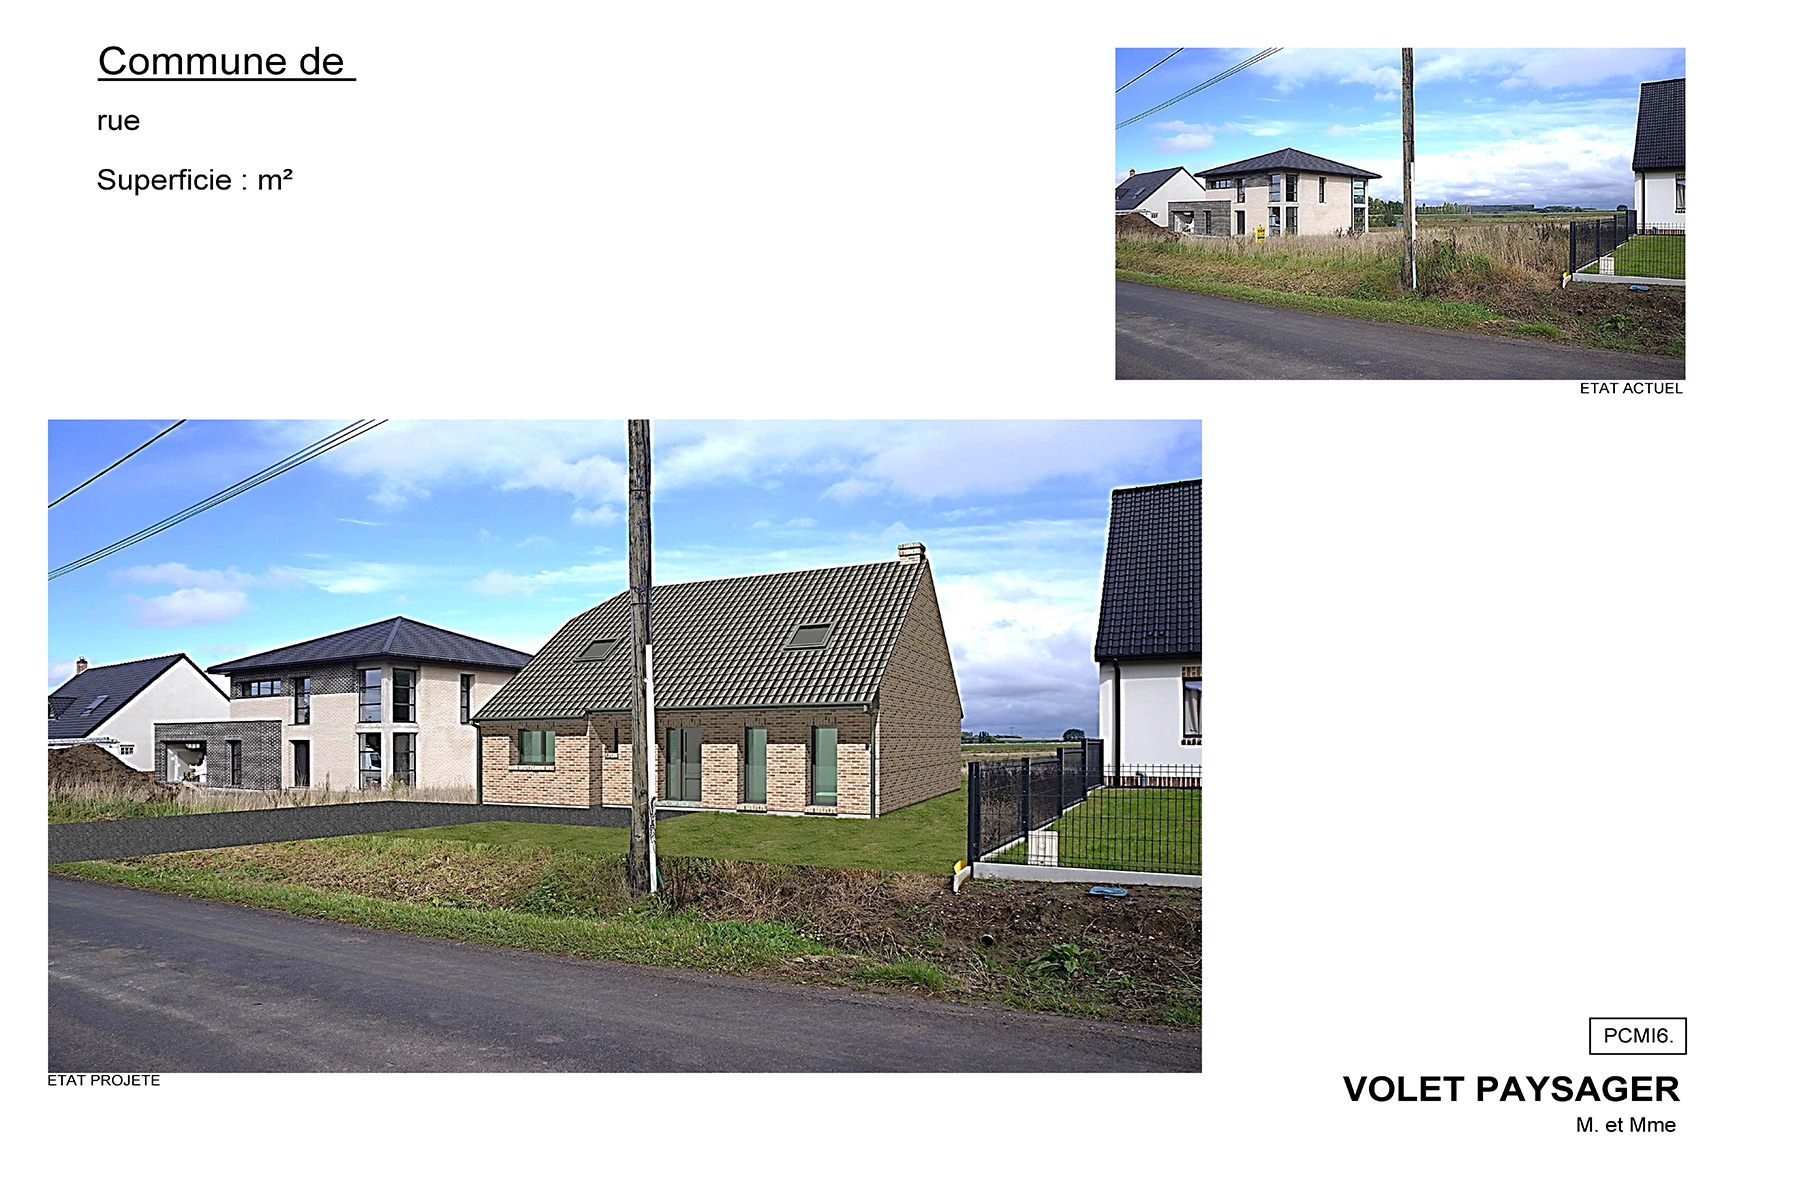 Commune de
rue
Superficie : m²
ETAT ACTUEL
ETAT PROJETE
PCMI6.
VOLET PAYSAGER
M. et Mme